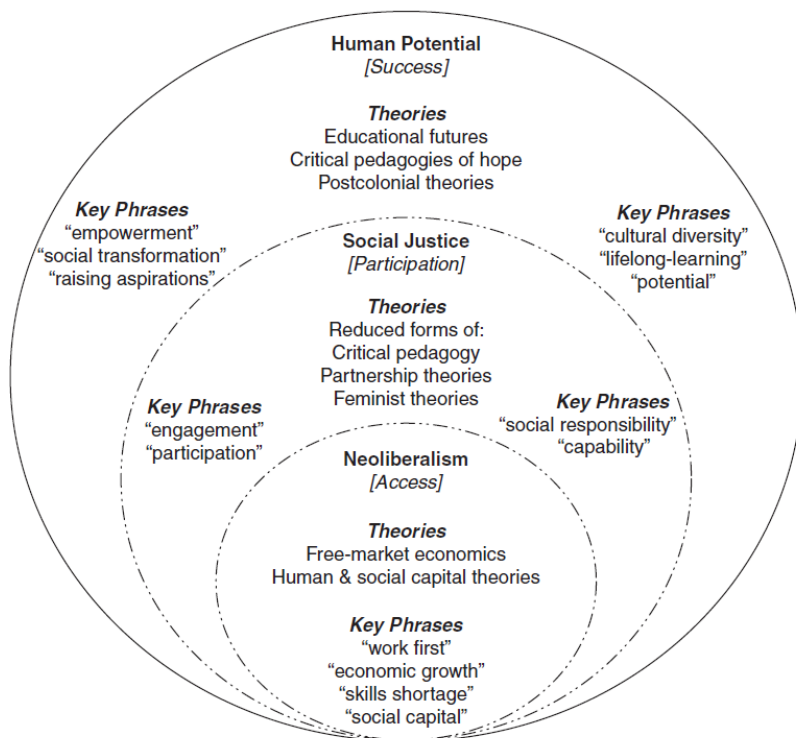 Human Potential
[Success]
Theories
Educational futures
Critical pedagogies of hope
Postcolonial theories
Key Phrases
“empowerment”
“social transformation”
“raising aspirations”
Key Phrases
“cultural diversity”
“lifelong-learning”
“potential”
Social Justice
[Participation]
Theories
Reduced forms of:
Critical pedagogy
Partnership theories
Feminist theories
Key Phrases
“engagement”
“participation”
Key Phrases
“social responsibility”
“capability”
Neoliberalism
[Access]
Theories
Free-market economics
Human & social capital theories
Key Phrases
“work first”
“economic growth”
“skills shortage”
“social capital”